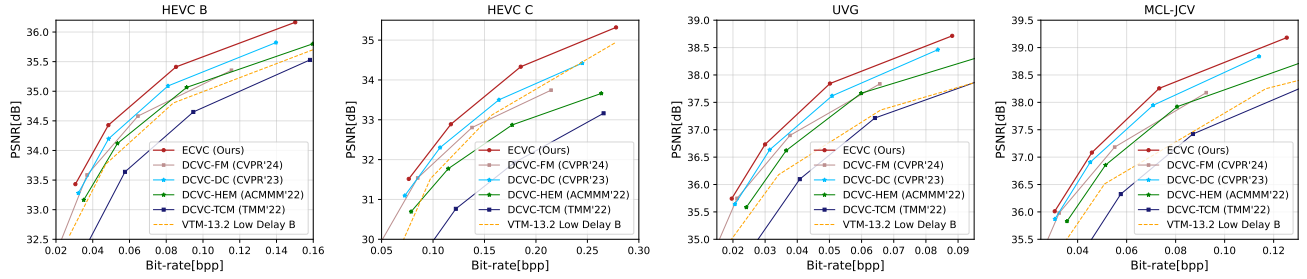 HEVC B
PSNR[dB]
36.0
35.5
35.0
34.5
34.0
33.5
33.0
32.5
0.02 0.04 0.06 0.08 0.10 0.12 0.14 0.16
Bit-rate[bpp]
ECVC (Ours)
DCVC-FM (CVPR'24)
DCVC-DC (CVPR'23)
DCVC-HEM (ACMMM'22)
DCVC-TCM (TMM'22)
VTM-13.2 Low Delay B
HEVC C
PSNR[dB]
35
34
33
32
31
30
0.05 0.10 0.15 0.20 0.25 0.30
Bit-rate[bpp]
ECVC (Ours)
DCVC-FM (CVPR'24)
DCVC-DC (CVPR'23)
DCVC-HEM (ACMMM'22)
DCVC-TCM (TMM'22)
VTM-13.2 Low Delay B
UVG
PSNR[dB]
39.0
38.5
38.0
37.5
37.0
36.5
36.0
35.5
35.0
0.02 0.03 0.04 0.05 0.06 0.07 0.08 0.09
Bit-rate[bpp]
ECVC (Ours)
DCVC-FM (CVPR'24)
DCVC-DC (CVPR'23)
DCVC-HEM (ACMMM'22)
DCVC-TCM (TMM'22)
VTM-13.2 Low Delay B
MCL-JCV
PSNR[dB]
39.5
39.0
38.5
38.0
37.5
37.0
36.5
36.0
35.5
0.04 0.06 0.08 0.10 0.12
Bit-rate[bpp]
ECVC (Ours)
DCVC-FM (CVPR'24)
DCVC-DC (CVPR'23)
DCVC-HEM (ACMMM'22)
DCVC-TCM (TMM'22)
VTM-13.2 Low Delay B